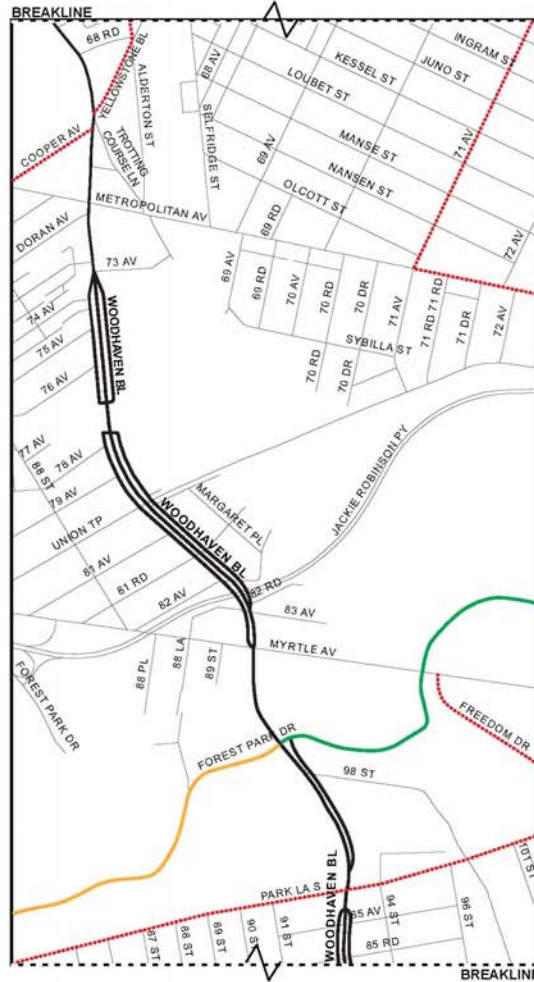 BREAKLINE
68 RD
YELLOWSTONE BL
ALDERTON ST
68 AV
SELFRIDGE ST
KESSEL ST
LOUBET ST
INGRAM ST
JUNO ST
71 AV
COOPER AV
TROTTING
COURSE LN
69 AV
MANSE ST
NANSEN ST
OLCOTT ST
METROPOLITAN AV
DORAN AV
69 RD
72 AV
73 AV
69 AV
69 RD
70 AV
70 RD
70 DR
71 AV
71 RD
71 RD
71 DR
72 AV
74 AV
75 AV
76 AV
WOODHAVEN BL
SYBILLA ST
70 RD
70 DR
77 AV
88 ST
78 AV
79 AV
UNION TP
81 AV
81 RD
82 AV
WOODHAVEN BL
MARGARET PL
JACKIE ROBINSON PY
82 RD
83 AV
MYRTLE AV
FOREST PARK DR
88 PL
88 LA
89 ST
FOREST PARK DR
FREEDOM DR
98 ST
WOODHAVEN BL
PARK LA S
87 ST
88 ST
89 ST
90 S
91 ST
85 AV
85 RD
94 ST
96 ST
101 ST
BREAKLINE